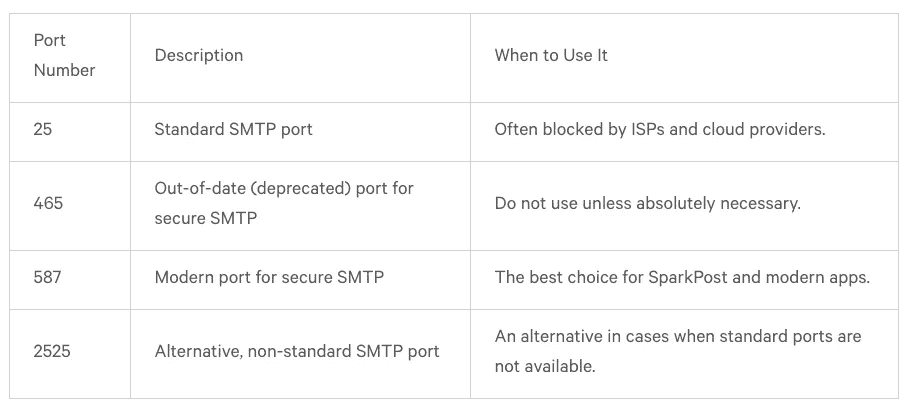 Port
Number
Description
When to Use It
25
Standard SMTP port
Often blocked by ISPs and cloud providers.
465
Out-of-date (deprecated) port for
secure SMTP
Do not use unless absolutely necessary.
587
Modern port for secure SMTP
The best choice for SparkPost and modern apps.
2525
Alternative, non-standard SMTP port
An alternative in cases when standard ports are
not available.